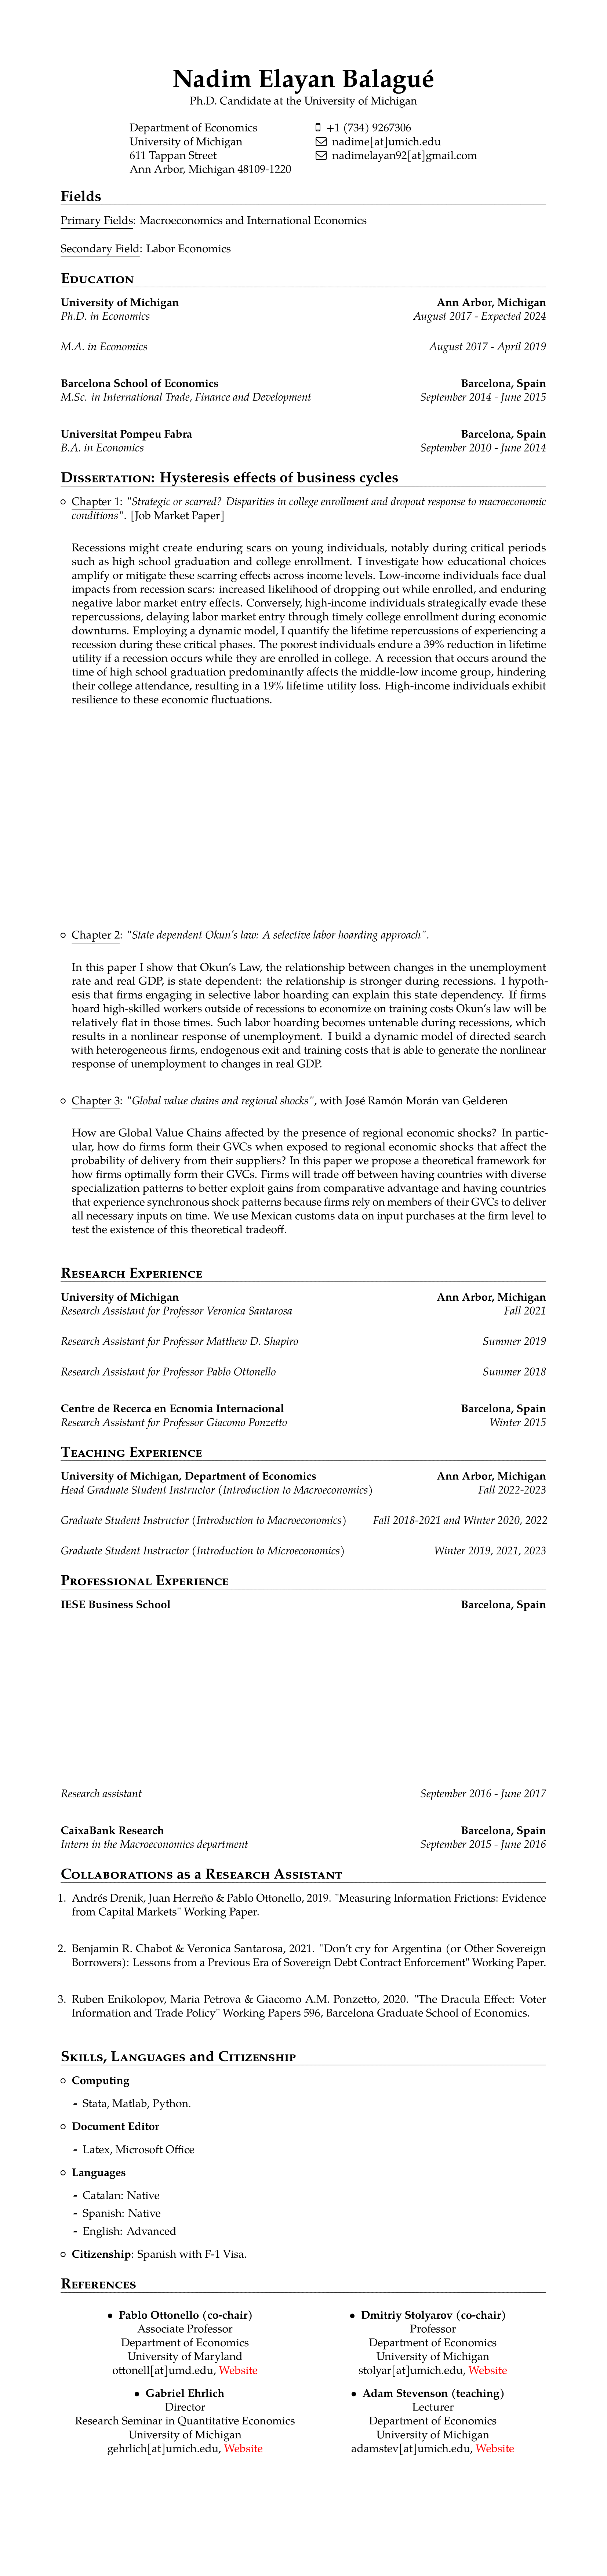 Nadim Elayan Balagué
Ph.D. Candidate at the University of Michigan
Department of Economics
University of Michigan
611 Tappan Street
Ann Arbor, Michigan 48109-1220
+1 (734) 9267306
nadime[at]umich.edu
nadimelayan92[at]gmail.com
Fields
Primary Fields: Macroeconomics and International Economics
Secondary Field: Labor Economics
Education
University of Michigan Ann Arbor, Michigan
Ph.D. in Economics August 2017 - Expected 2024
M.A. in Economics August 2017 - April 2019
Barcelona School of Economics Barcelona, Spain
M.Sc. in International Trade, Finance and Development September 2014 - June 2015
Universitat Pompeu Fabra Barcelona, Spain
B.A. in Economics September 2010 - June 2014
Dissertation: Hysteresis effects of business cycles
Chapter 1: "Strategic or scarred? Disparities in college enrollment and dropout response to macroeconomic
conditions". [Job Market Paper]
Recessions might create enduring scars on young individuals, notably during critical periods
such as high school graduation and college enrollment. I investigate how educational choices
amplify or mitigate these scarring effects across income levels. Low-income individuals face dual
impacts from recession scars: increased likelihood of dropping out while enrolled, and enduring
negative labor market entry effects. Conversely, high-income individuals strategically evade these
repercussions, delaying labor market entry through timely college enrollment during economic
downturns. Employing a dynamic model, I quantify the lifetime repercussions of experiencing a
recession during these critical phases. The poorest individuals endure a 39% reduction in lifetime
utility if a recession occurs while they are enrolled in college. A recession that occurs around the
time of high school graduation predominantly affects the middle-low income group, hindering
their college attendance, resulting in a 19% lifetime utility loss. High-income individuals exhibit
resilience to these economic fluctuations.
Chapter 2: "State dependent Okun's law: A selective labor hoarding approach".
In this paper I show that Okun's Law, the relationship between changes in the unemployment
rate and real GDP, is state dependent: the relationship is stronger during recessions. I hypoth-
esis that firms engaging in selective labor hoarding can explain this state dependency. If firms
hoard high-skilled workers outside of recessions to economize on training costs Okun's law will be
relatively flat in those times. Such labor hoarding becomes untenable during recessions, which
results in a nonlinear response of unemployment. I build a dynamic model of directed search
with heterogeneous firms, endogenous exit and training costs that is able to generate the nonlinear
response of unemployment to changes in real GDP.
Chapter 3: "Global value chains and regional shocks", with José Ramón Morán van Gelderen
How are Global Value Chains affected by the presence of regional economic shocks? In partic-
ular, how do firms form their GVCs when exposed to regional economic shocks that affect the
probability of delivery from their suppliers? In this paper we propose a theoretical framework for
how firms optimally form their GVCs. Firms will trade off between having countries with diverse
specialization patterns to better exploit gains from comparative advantage and having countries
that experience synchronous shock patterns because firms rely on members of their GVCs to deliver
all necessary inputs on time. We use Mexican customs data on input purchases at the firm level to
test the existence of this theoretical tradeoff.
Research Experience
University of Michigan Ann Arbor, Michigan
Research Assistant for Professor Veronica Santarosa Fall 2021
Research Assistant for Professor Matthew D. Shapiro Summer 2019
Research Assistant for Professor Pablo Ottonello Summer 2018
Centre de Recerca en Ecnomia Internacional Barcelona, Spain
Research Assistant for Professor Giacomo Ponzetto Winter 2015
Teaching Experience
University of Michigan, Department of Economics Ann Arbor, Michigan
Head Graduate Student Instructor (Introduction to Macroeconomics) Fall 2022-2023
Graduate Student Instructor (Introduction to Macroeconomics) Fall 2018-2021 and Winter 2020, 2022
Graduate Student Instructor (Introduction to Microeconomics) Winter 2019, 2021, 2023
Professional Experience
IESE Business School Barcelona, Spain
Research assistant September 2016 - June 2017
CaixaBank Research Barcelona, Spain
Intern in the Macroeconomics department September 2015 - June 2016
Collaborations as a Research Assistant
1. Andrés Drenik, Juan Herreño & Pablo Ottonello, 2019. "Measuring Information Frictions: Evidence
from Capital Markets" Working Paper.
2. Benjamin R. Chabot & Veronica Santarosa, 2021. "Don't cry for Argentina (or Other Sovereign
Borrowers): Lessons from a Previous Era of Sovereign Debt Contract Enforcement" Working Paper.
3. Ruben Enikolopov, Maria Petrova & Giacomo A.M. Ponzetto, 2020. "The Dracula Effect: Voter
Information and Trade Policy" Working Papers 596, Barcelona Graduate School of Economics.
Skills, Languages and Citizenship
Computing
- Stata, Matlab, Python.
Document Editor
- Latex, Microsoft Office
Languages
- Catalan: Native
- Spanish: Native
- English: Advanced
Citizenship: Spanish with F-1 Visa.
References
• Pablo Ottonello (co-chair)
Associate Professor
Department of Economics
University of Maryland
ottonell[at]umd.edu, Website
• Dmitriy Stolyarov (co-chair)
Professor
Department of Economics
University of Michigan
stolyar[at]umich.edu, Website
• Gabriel Ehrlich
Director
Research Seminar in Quantitative Economics
University of Michigan
gehrlich[at]umich.edu, Website
• Adam Stevenson (teaching)
Lecturer
Department of Economics
University of Michigan
adamstev[at]umich.edu, Website